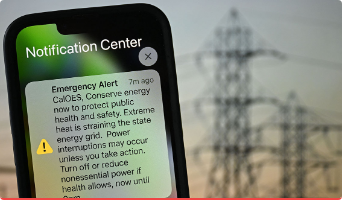 Notification Center
Emergency Alert 7m ago
CalOES, Conserve energy
now to protect public
health and safety. Extreme
heat is straining the state
energy grid. Power
interruptions may occur
unless you take action.
Turn off or reduce
nonessential power if
health allows, now until